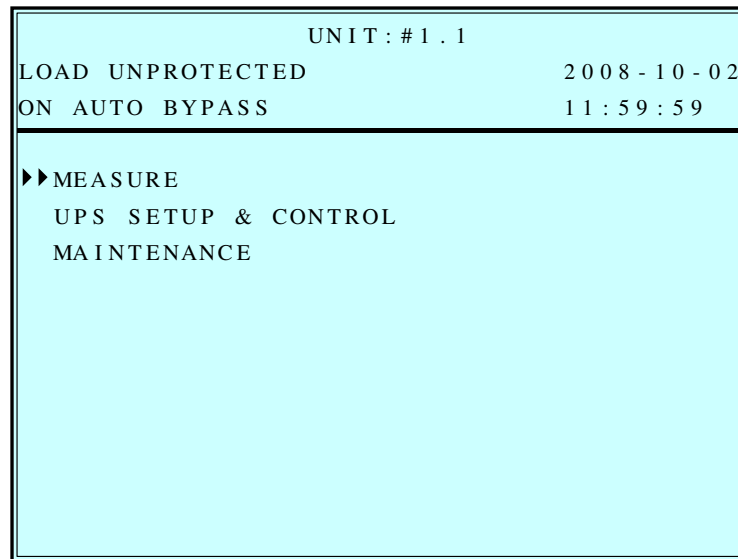 UNIT:#1.1
LOAD UNPROTECTED 2008-10-02
ON AUTO BYPASS 11:59:59
MEASURE
UPS SETUP & CONTROL
MAINTENANCE